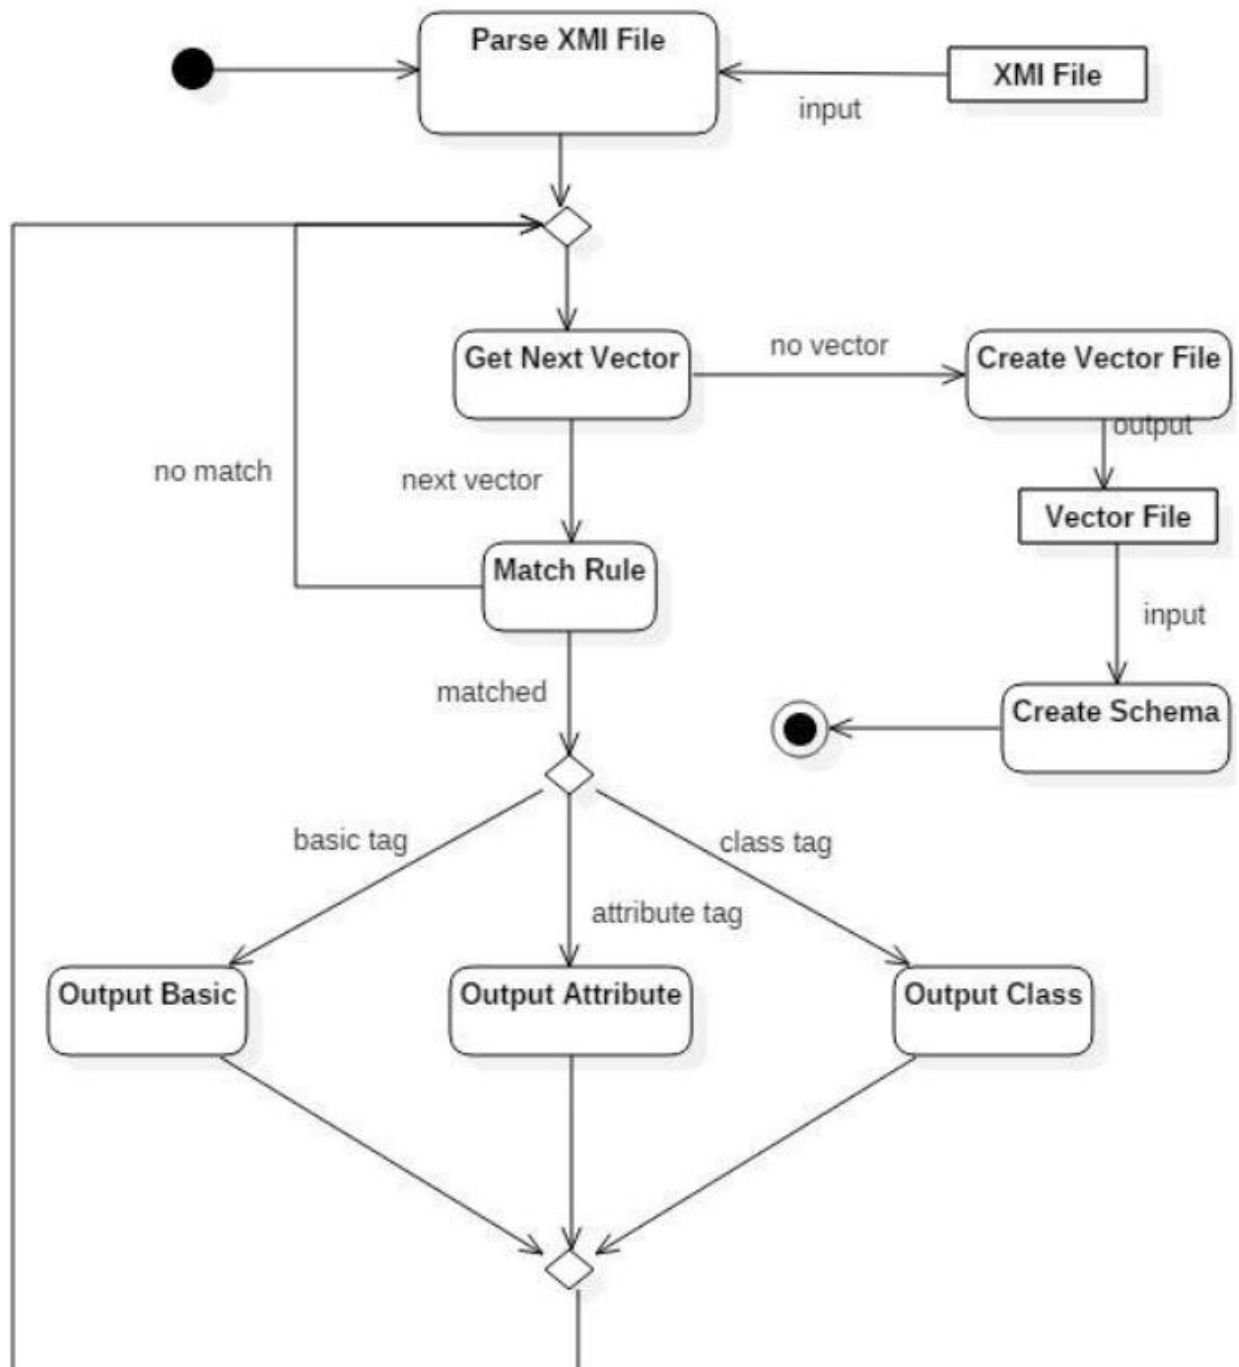 Parse XMI File
XMI File
input
Get Next Vector
no vector
Create Vector File
output
no match
next vector
Vector File
Match Rule
input
matched
Create Schema
basic tag
class tag
attribute tag
Output Basic
Output Attribute
Output Class